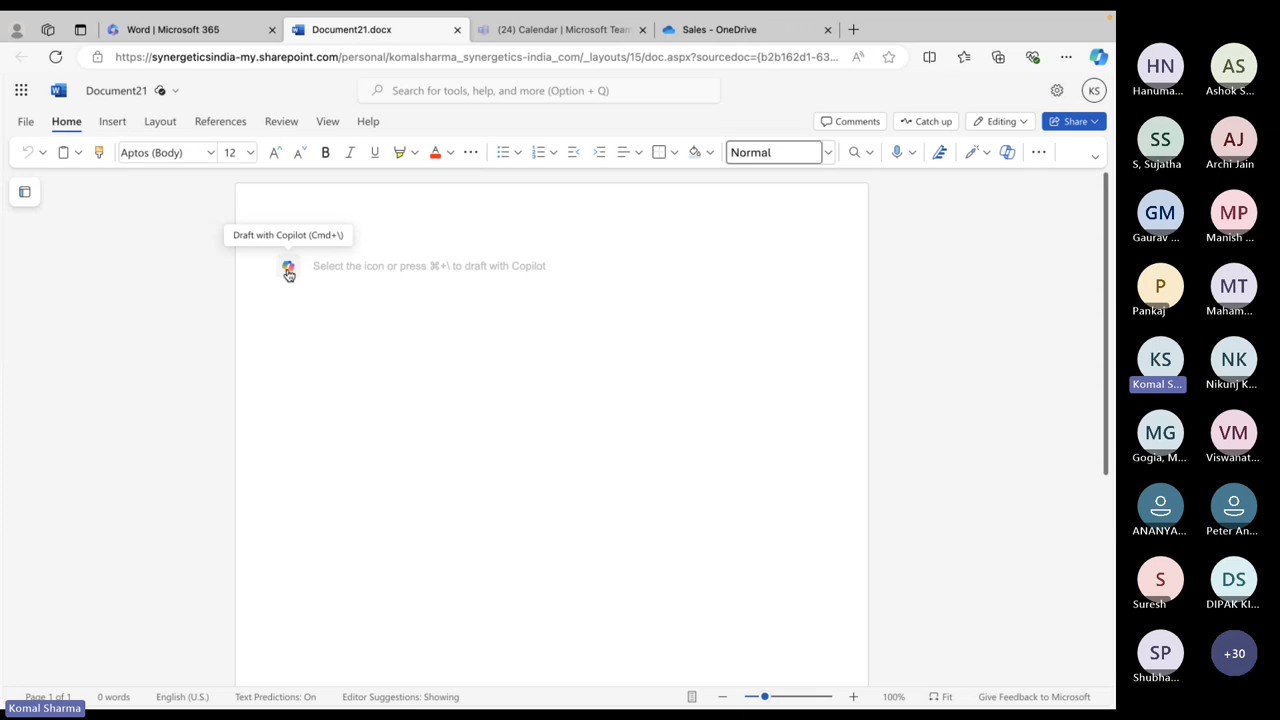 Word | Microsoft 365
Document21.docx
(24) Calendar | Microsoft Team
Sales - OneDrive
https://synergeticsindia-my.sharepoint.com/personal/komalsharma_synergetics-india_com/_layouts/15/doc.aspx?sourcedoc={b2b162d1-63...
Document21
Search for tools, help, and more (Option + Q)
KS
File Home Insert Layout References Review View Help
Comments Catch up Editing Share
Aptos (Body) 12 B I U A Normal
Draft with Copilot (Cmd+\)
Select the icon or press ⌘+\ to draft with Copilot
Page 1 of 1 0 words English (U.S.) Text Predictions: On Editor Suggestions: Showing 100% Fit Give Feedback to Microsoft
Komal Sharma
HN AS
Hanuma... Ashok S...
SS AJ
S, Sujatha Archi Jain
GM MP
Gaurav ... Manish ...
P MT
Pankaj Maham...
KS NK
Komal S... Nikunj K...
MG VM
Gogia, M... Viswanat...
ANANYA... Peter An...
S DS
Suresh DIPAK KI...
SP +30
Shubha...